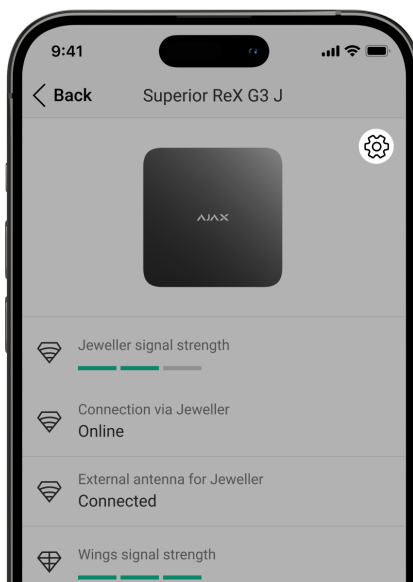 9:41
Back
Superior ReX G3 J
AJAX
Jeweller signal strength
Connection via Jeweller
Online
External antenna for Jeweller
Connected
Wings signal strength